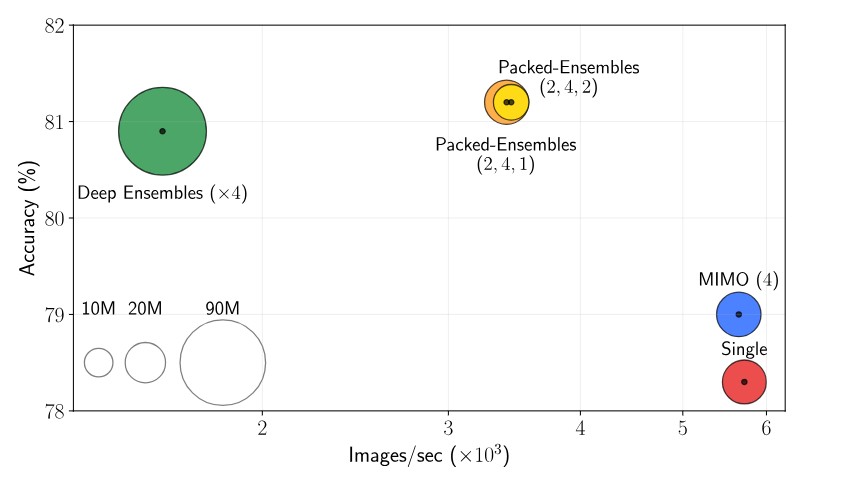 82
81
80
79
78
Accuracy (%)
Packed-Ensembles
(2, 4, 2)
Packed-Ensembles
(2, 4, 1)
Deep Ensembles (×4)
MIMO (4)
Single
10M 20M 90M
2 3 4 5 6
Images/sec (×10³)